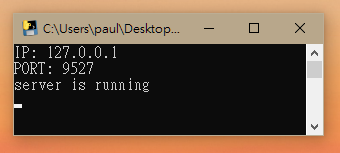 C:\Users\paul\Desktop...
IP: 127.0.0.1
PORT: 9527
server is running